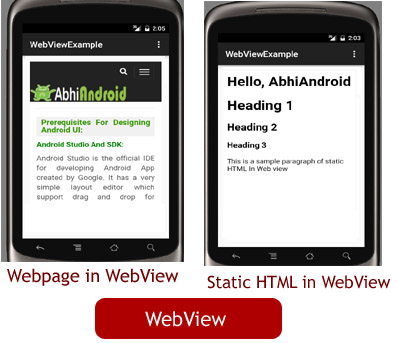 2:05
WebViewExample
AbhiAndroid
Prerequisites For Designing
Android UI:
Android Studio And SDK:
Android Studio is the official IDE
for developing Android App
created by Google. It has a very
simple layout editor which
support drag and drop for
Webpage in WebView
2:03
WebViewExample
Hello, AbhiAndroid
Heading 1
Heading 2
Heading 3
This is a sample paragraph of static
HTML In Web view
Static HTML in WebView
WebView